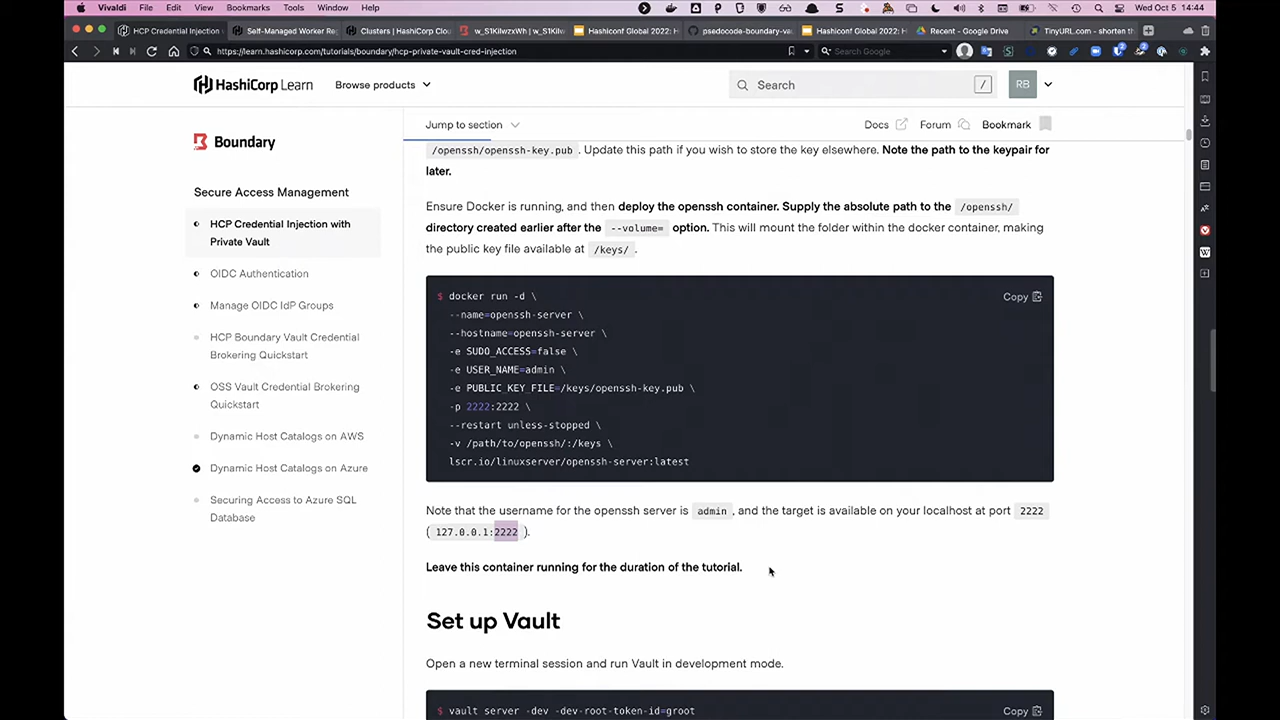 Vivaldi File Edit View Bookmarks Tools Window Help
Wed Oct 5 14:44
HCP Credential Injection
Self-Managed Worker Re
Clusters | HashiCorp Clou
w_S1KIwzxWh | w_S1KIwl
Hashiconf Global 2022: H
psedocode-boundary-va
Hashiconf Global 2022: H
Recent - Google Drive
TinyURL.com - shorten th
https://learn.hashicorp.com/tutorials/boundary/hcp-private-vault-cred-injection
Search Google
HashiCorp Learn
Browse products
Search
/
RB
Boundary
Jump to section
Docs
Forum
Bookmark
Secure Access Management
HCP Credential Injection with
Private Vault
OIDC Authentication
Manage OIDC IdP Groups
HCP Boundary Vault Credential
Brokering Quickstart
OSS Vault Credential Brokering
Quickstart
Dynamic Host Catalogs on AWS
Dynamic Host Catalogs on Azure
Securing Access to Azure SQL
Database
/openssh/openssh-key.pub . Update this path if you wish to store the key elsewhere. Note the path to the keypair for
later.
Ensure Docker is running, and then deploy the openssh container. Supply the absolute path to the /openssh/
directory created earlier after the --volume= option. This will mount the folder within the docker container, making
the public key file available at /keys/ .
Copy
$ docker run -d \
--name=openssh-server \
--hostname=openssh-server \
-e SUDO_ACCESS=false \
-e USER_NAME=admin \
-e PUBLIC_KEY_FILE=/keys/openssh-key.pub \
-p 2222:2222 \
--restart unless-stopped \
-v /path/to/openssh/:/keys \
lscr.io/linuxserver/openssh-server:latest
Note that the username for the openssh server is admin , and the target is available on your localhost at port 2222
( 127.0.0.1:2222 ).
Leave this container running for the duration of the tutorial.
Set up Vault
Open a new terminal session and run Vault in development mode.
$ vault server -dev -dev-root-token-id=groot
Copy